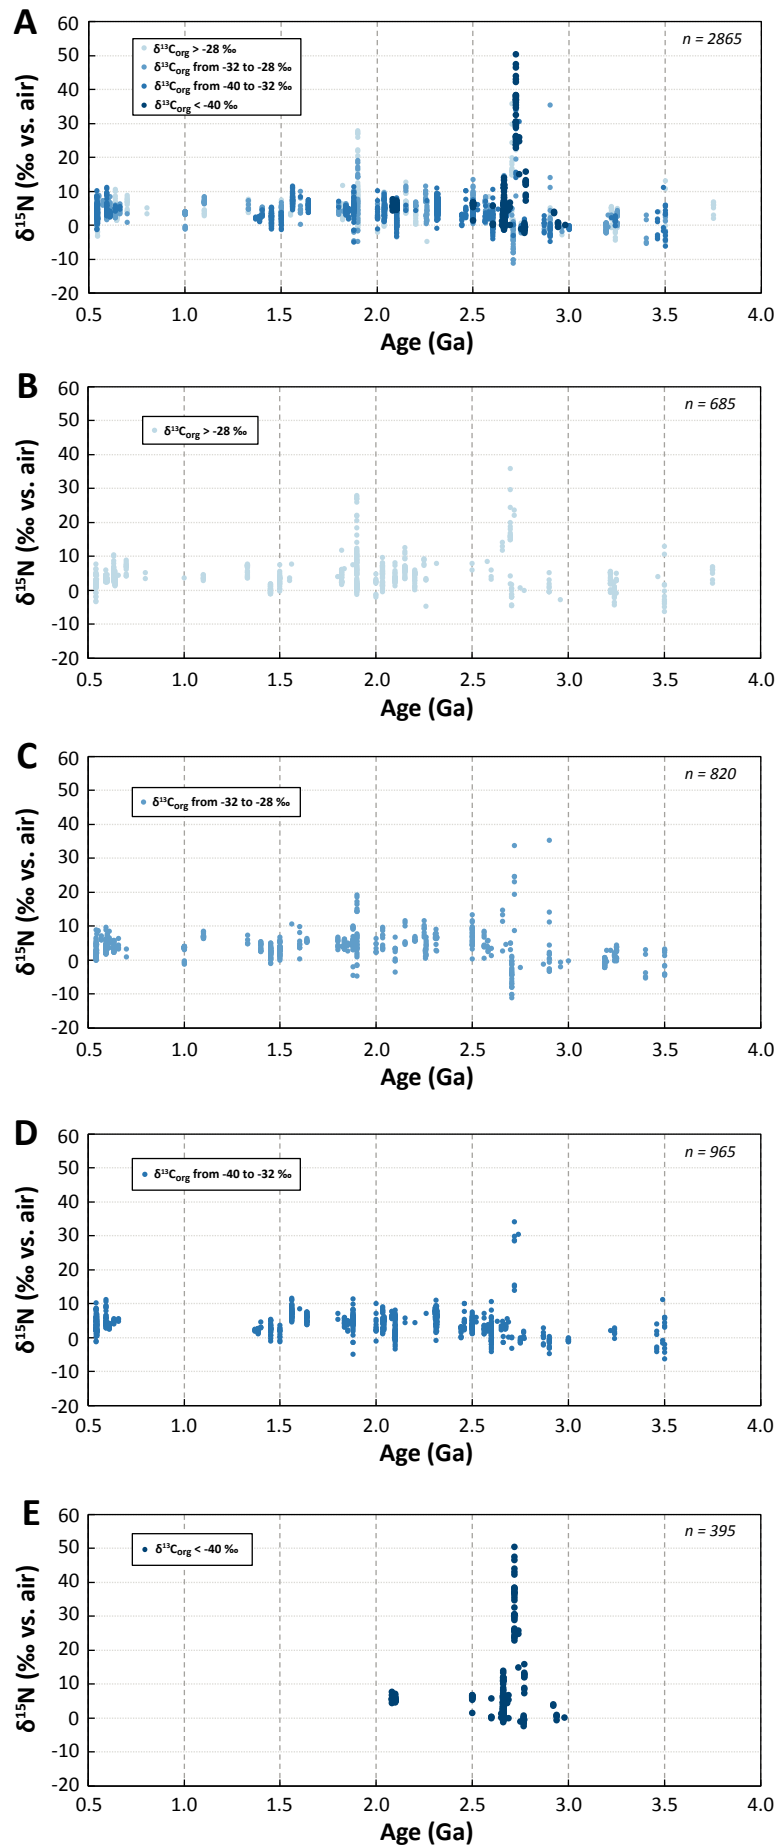 A
n = 2865
δ¹³Corg > -28 ‰
δ¹³Corg from -32 to -28 ‰
δ¹³Corg from -40 to -32 ‰
δ¹³Corg < -40 ‰
δ¹⁵N (‰ vs. air)
60
50
40
30
20
10
0
-10
-20
0.5 1.0 1.5 2.0 2.5 3.0 3.5 4.0
Age (Ga)
B
n = 685
δ¹³Corg > -28 ‰
δ¹⁵N (‰ vs. air)
60
50
40
30
20
10
0
-10
-20
0.5 1.0 1.5 2.0 2.5 3.0 3.5 4.0
Age (Ga)
C
n = 820
δ¹³Corg from -32 to -28 ‰
δ¹⁵N (‰ vs. air)
60
50
40
30
20
10
0
-10
-20
0.5 1.0 1.5 2.0 2.5 3.0 3.5 4.0
Age (Ga)
D
n = 965
δ¹³Corg from -40 to -32 ‰
δ¹⁵N (‰ vs. air)
60
50
40
30
20
10
0
-10
-20
0.5 1.0 1.5 2.0 2.5 3.0 3.5 4.0
Age (Ga)
E
n = 395
δ¹³Corg < -40 ‰
δ¹⁵N (‰ vs. air)
60
50
40
30
20
10
0
-10
-20
0.5 1.0 1.5 2.0 2.5 3.0 3.5 4.0
Age (Ga)